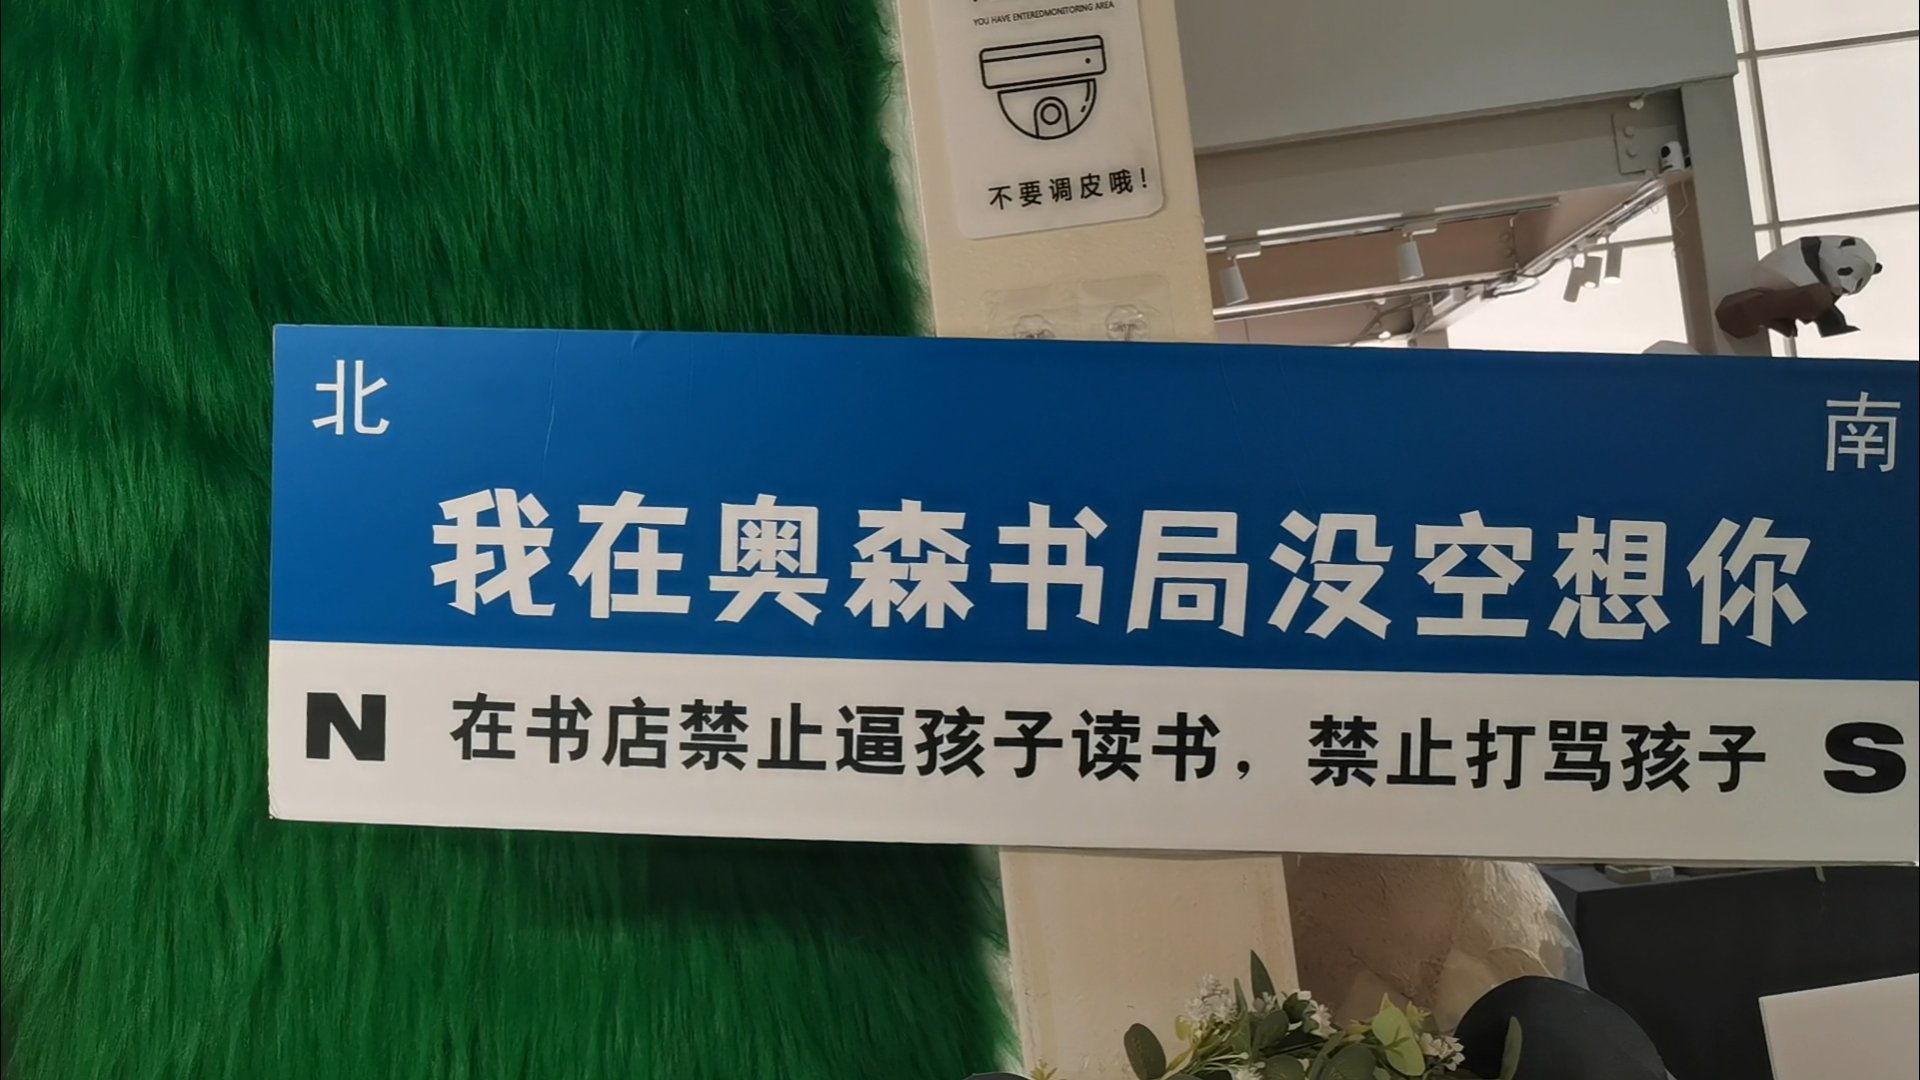 YOU HAVE ENTEREDMONITORING AREA
不要调皮哦！
北 南
我在奥森书局没空想你
N 在书店禁止逼孩子读书，禁止打骂孩子 S